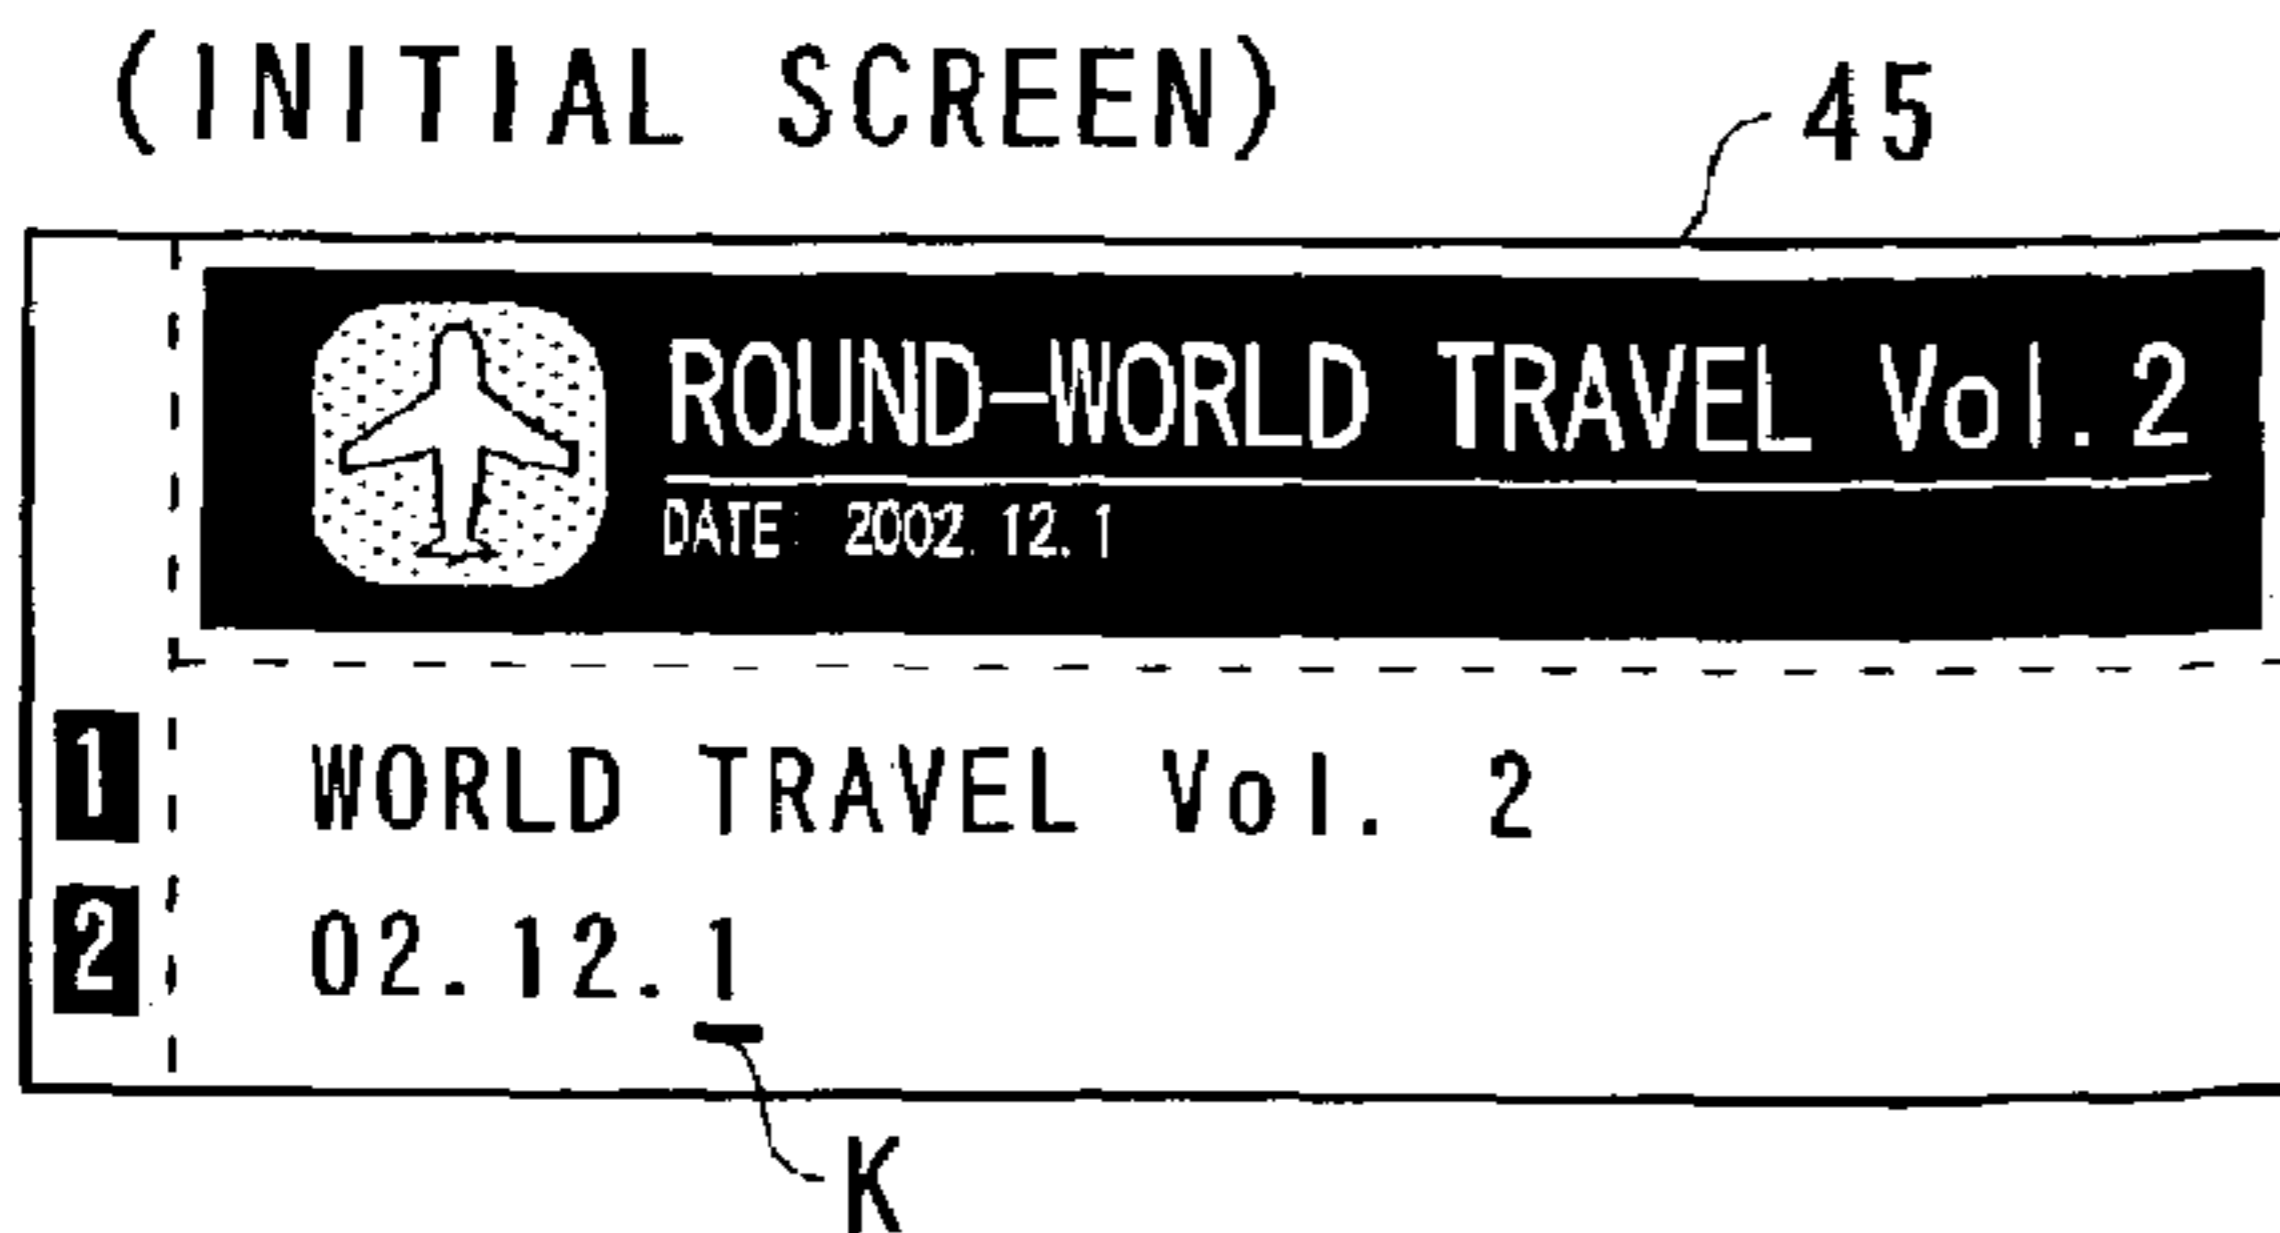 (INITIAL SCREEN)
45
ROUND-WORLD TRAVEL Vol.2
DATE: 2002.12.1
1 WORLD TRAVEL Vol. 2
2 02.12.1
K